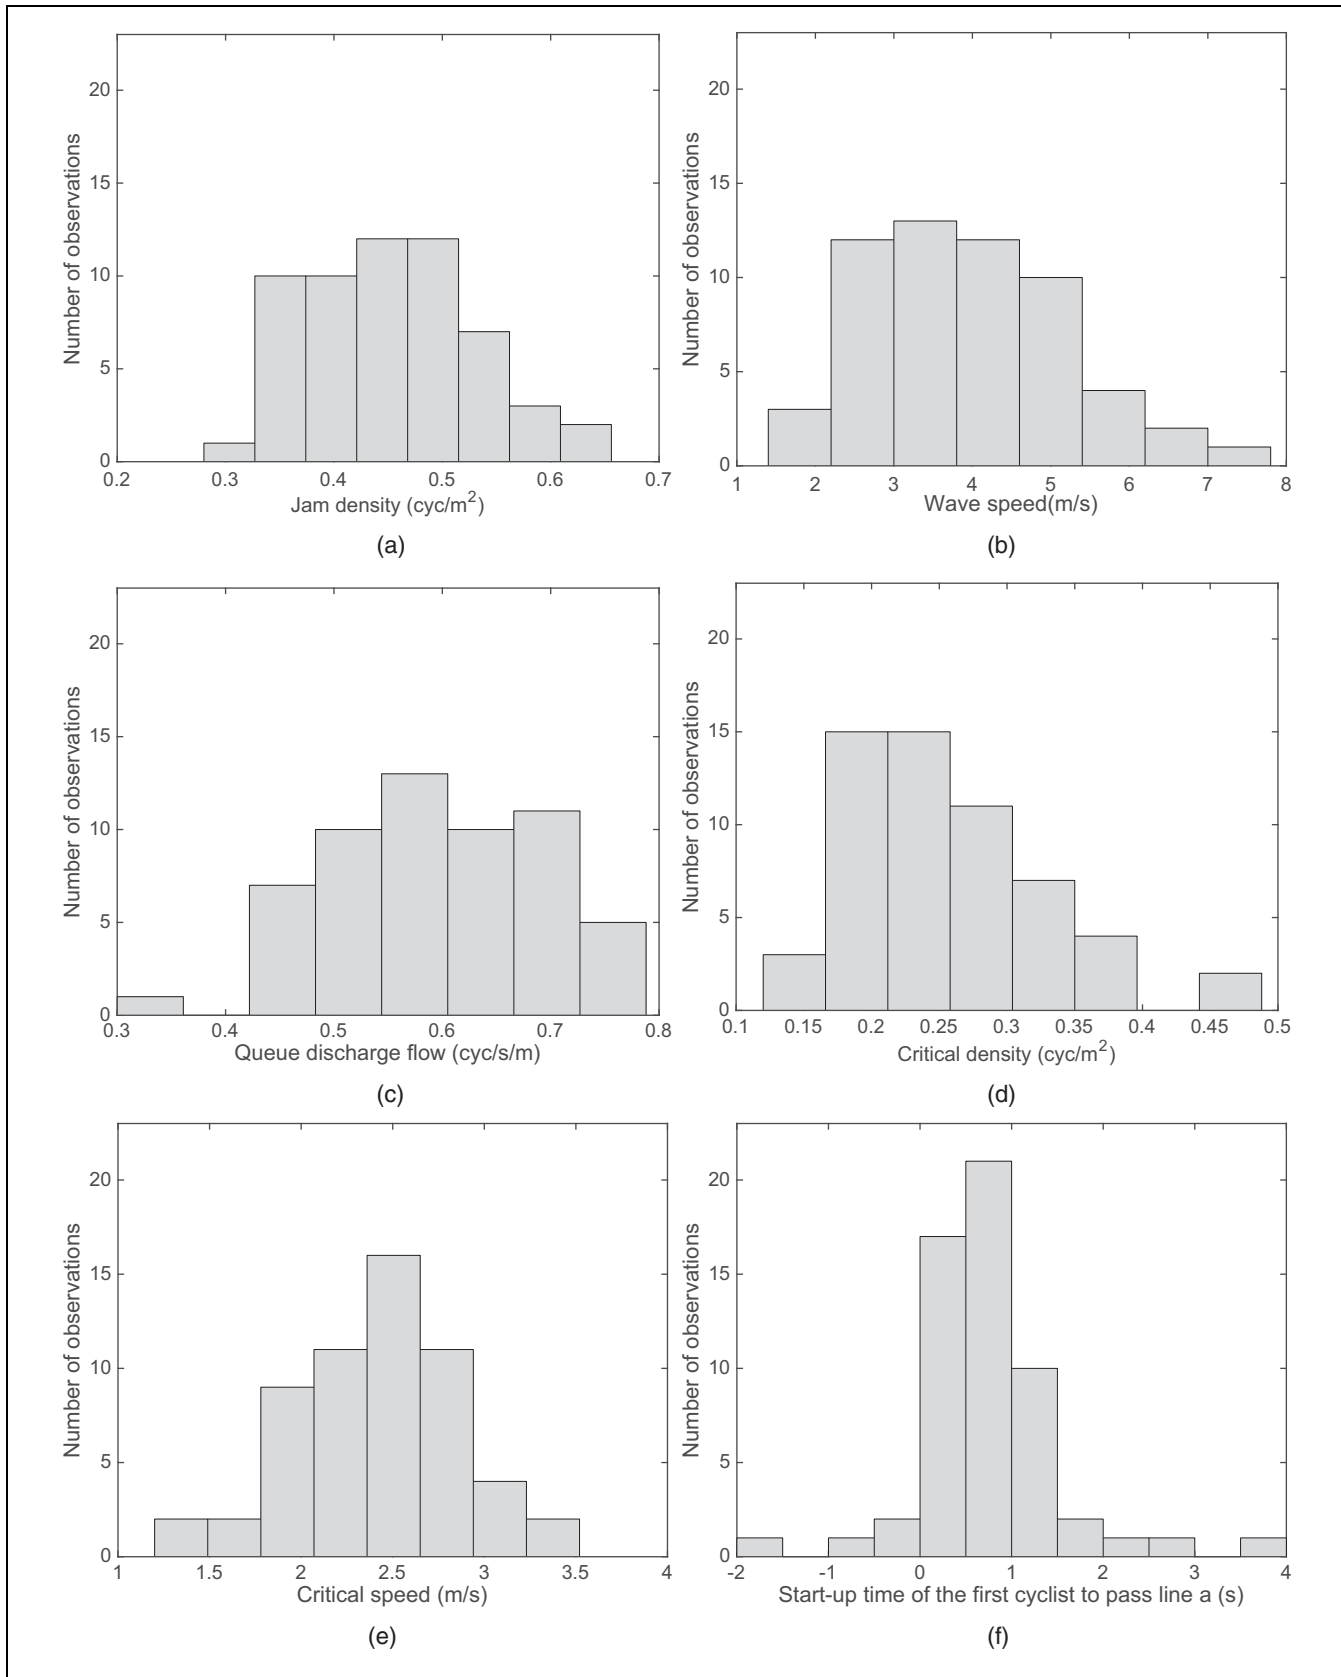 20
15
10
5
0
Number of observations
0.2 0.3 0.4 0.5 0.6 0.7
Jam density (cyc/m²)
(a)
20
15
10
5
0
Number of observations
1 2 3 4 5 6 7 8
Wave speed(m/s)
(b)
20
15
10
5
0
Number of observations
0.3 0.4 0.5 0.6 0.7 0.8
Queue discharge flow (cyc/s/m)
(c)
20
15
10
5
0
Number of observations
0.1 0.15 0.2 0.25 0.3 0.35 0.4 0.45 0.5
Critical density (cyc/m²)
(d)
20
15
10
5
0
Number of observations
1 1.5 2 2.5 3 3.5 4
Critical speed (m/s)
(e)
20
15
10
5
0
Number of observations
-2 -1 0 1 2 3 4
Start-up time of the first cyclist to pass line a (s)
(f)